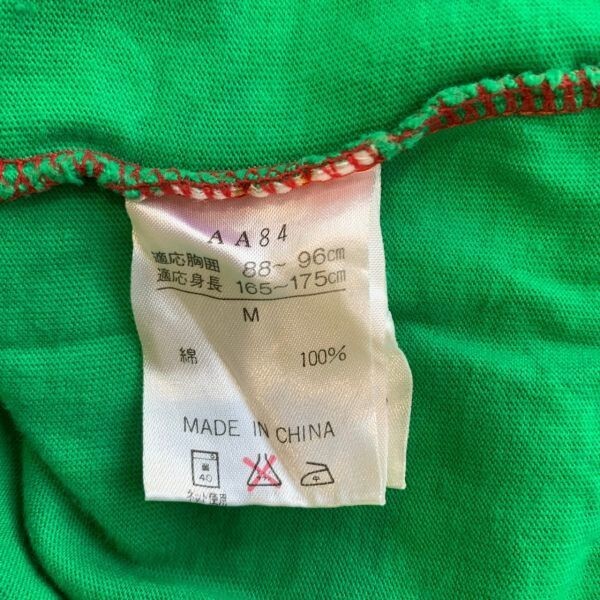 AA84
適応胸囲 88~96cm
適応身長 165~175cm
M
綿 100%
MADE IN CHINA
40 中
ネット使用